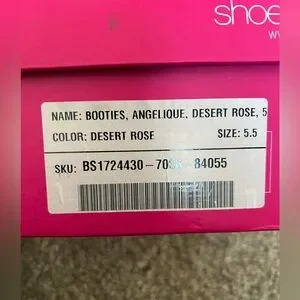 shoe
NAME: BOOTIES, ANGELIQUE, DESERT ROSE, 5
COLOR: DESERT ROSE SIZE: 5.5
SKU: BS1724430- -84055